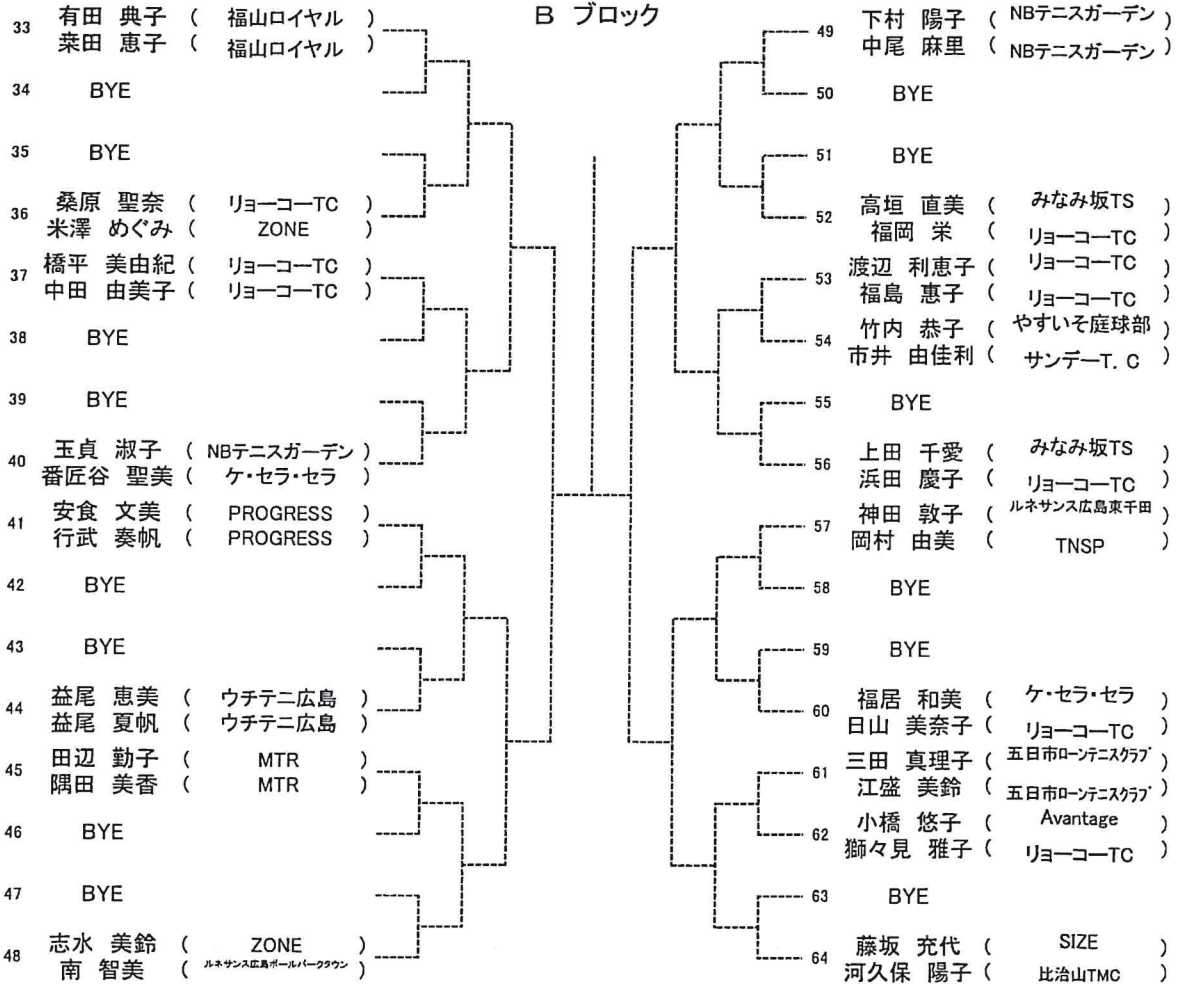 B ブロック
33 有田 典子 ( 福山ロイヤル )
桒田 恵子 ( 福山ロイヤル )
34 BYE
35 BYE
36 桑原 聖奈 ( リョーコーTC )
米澤 めぐみ ( ZONE )
37 橋平 美由紀 ( リョーコーTC )
中田 由美子 ( リョーコーTC )
38 BYE
39 BYE
40 玉貞 淑子 ( NBテニスガーデン )
番匠谷 聖美 ( ケ・セラ・セラ )
41 安食 文美 ( PROGRESS )
行武 奏帆 ( PROGRESS )
42 BYE
43 BYE
44 益尾 恵美 ( ウチテニ広島 )
益尾 夏帆 ( ウチテニ広島 )
45 田辺 勤子 ( MTR )
隅田 美香 ( MTR )
46 BYE
47 BYE
48 志水 美鈴 ( ZONE )
南 智美 ( ルネサンス広島ボールパークタウン )
49 下村 陽子 ( NBテニスガーデン )
中尾 麻里 ( NBテニスガーデン )
50 BYE
51 BYE
52 高垣 直美 ( みなみ坂TS )
福岡 栄 ( リョーコーTC )
53 渡辺 利恵子 ( リョーコーTC )
福島 惠子 ( リョーコーTC )
54 竹内 恭子 ( やすいそ庭球部 )
市井 由佳利 ( サンデーT. C )
55 BYE
56 上田 千愛 ( みなみ坂TS )
浜田 慶子 ( リョーコーTC )
57 神田 敦子 ( ルネサンス広島東千田 )
岡村 由美 ( TNSP )
58 BYE
59 BYE
60 福居 和美 ( ケ・セラ・セラ )
日山 美奈子 ( リョーコーTC )
61 三田 真理子 ( 五日市ローンテニスクラブ )
江盛 美鈴 ( 五日市ローンテニスクラブ )
62 小橋 悠子 ( Avantage )
獅々見 雅子 ( リョーコーTC )
63 BYE
64 藤坂 充代 ( SIZE )
河久保 陽子 ( 比治山TMC )